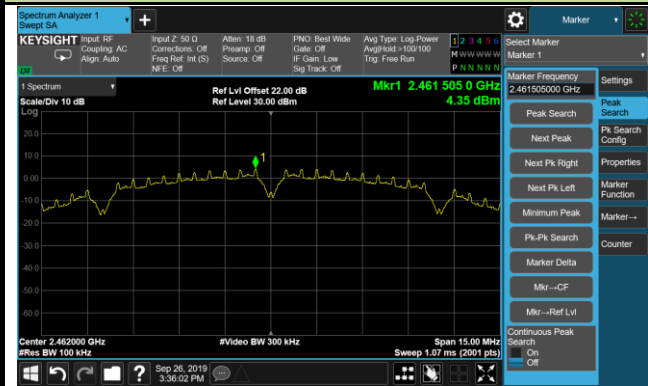 Spectrum Analyzer 1
Swept SA
Marker
KEYSIGHT
Input: RF
Coupling: AC
Align: Auto
Input Z: 50 Ω
Corrections: Off
Freq Ref: Int (S)
NFE: Off
Atten: 18 dB
Preamp: Off
Source: Off
PNO: Best Wide
Gate: Off
IF Gain: Low
Sig Track: Off
Avg Type: Log-Power
Avg|Hold:>100/100
Trig: Free Run
1 2 3 4 5 6
M W W W W W
P N N N N N
LV
Select Marker
Marker 1
1 Spectrum
Scale/Div 10 dB
Log
Ref Lvl Offset 22.00 dB
Ref Level 30.00 dBm
Mkr1 2.461 505 0 GHz
4.35 dBm
20.0
10.0
0.00
-10.0
-20.0
-30.0
-40.0
-50.0
-60.0
1
Center 2.462000 GHz
#Res BW 100 kHz
#Video BW 300 kHz
Span 15.00 MHz
Sweep 1.07 ms (2001 pts)
Marker Frequency
2.461505000 GHz
Peak Search
Next Peak
Next Pk Right
Next Pk Left
Minimum Peak
Pk-Pk Search
Marker Delta
Mkr→CF
Mkr→Ref Lvl
Continuous Peak
Search
On
Off
Settings
Peak
Search
Pk Search
Config
Properties
Marker
Function
Marker→
Counter
?
Sep 26, 2019
3:36:02 PM